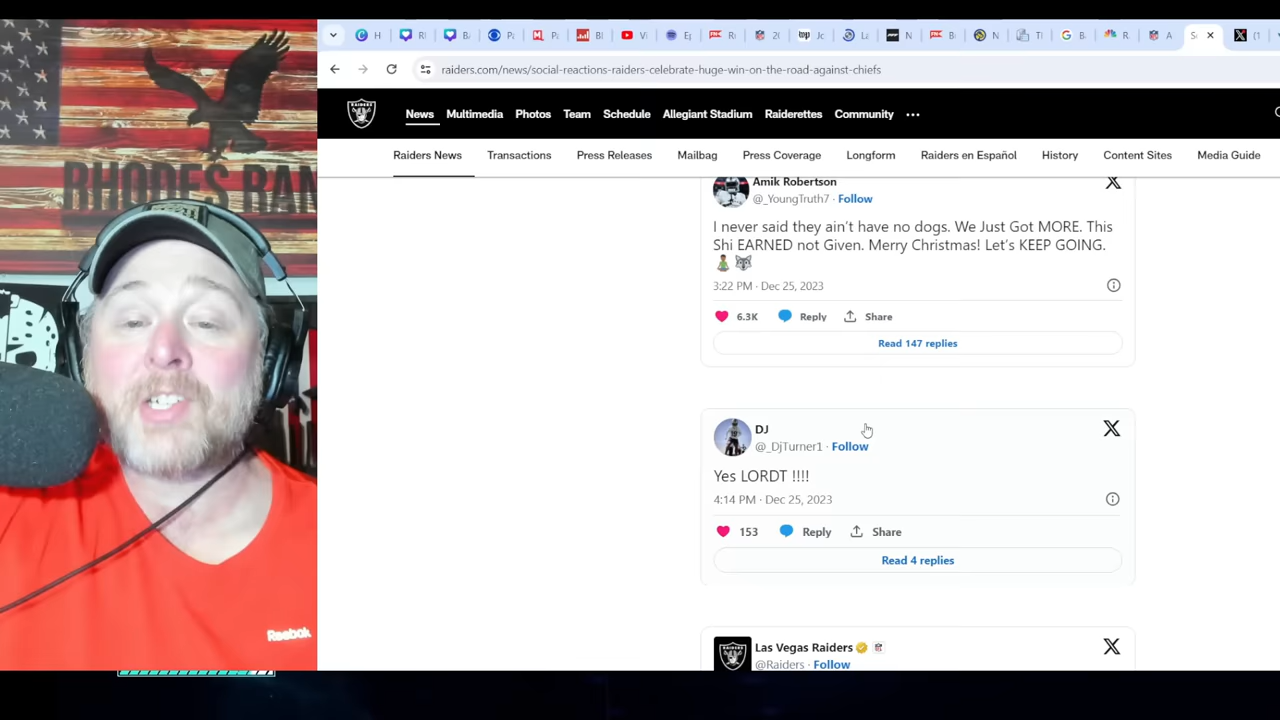 RHODES RAN
Reebok
raiders.com/news/social-reactions-raiders-celebrate-huge-win-on-the-road-against-chiefs
RAIDERS
News Multimedia Photos Team Schedule Allegiant Stadium Raiderettes Community
Raiders News Transactions Press Releases Mailbag Press Coverage Longform Raiders en Español History Content Sites Media Guide
Amik Robertson
@_YoungTruth7 · Follow
I never said they ain't have no dogs. We Just Got MORE. This
Shi EARNED not Given. Merry Christmas! Let's KEEP GOING.
3:22 PM · Dec 25, 2023
6.3K Reply Share
Read 147 replies
DJ
@_DjTurner1 · Follow
Yes LORDT !!!!
4:14 PM · Dec 25, 2023
153 Reply Share
Read 4 replies
Las Vegas Raiders
@Raiders · Follow